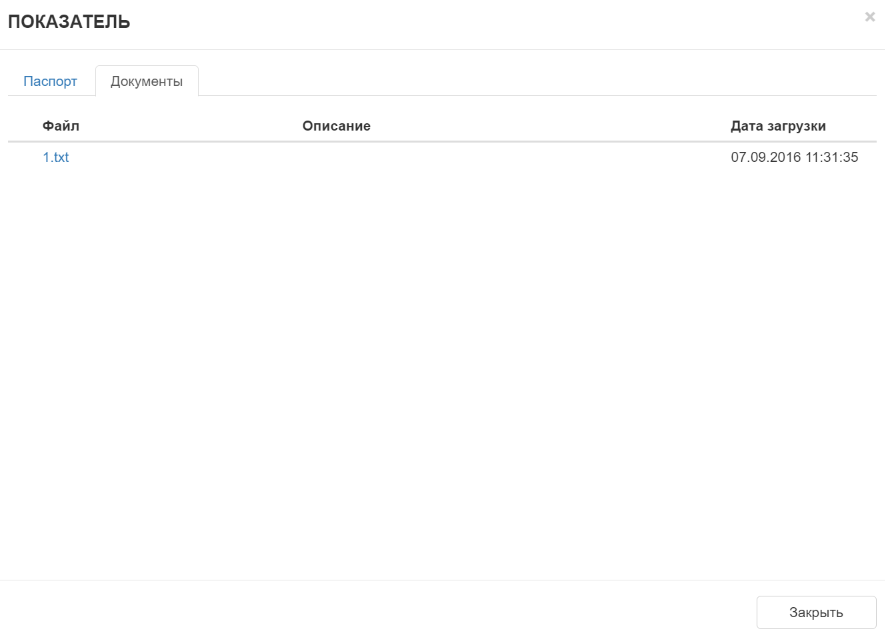 ПОКАЗАТЕЛЬ ×
Паспорт Документы
Файл Описание Дата загрузки
1.txt 07.09.2016 11:31:35
Закрыть